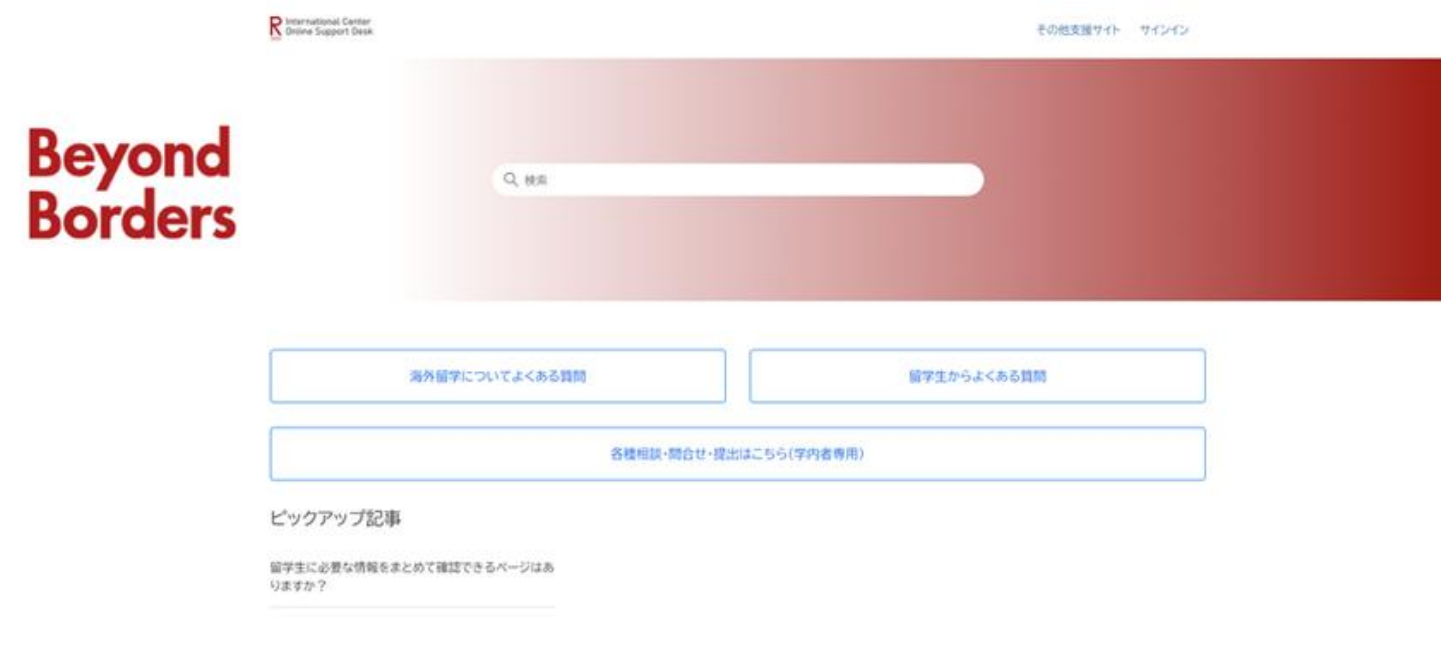 International Center
Online Support Desk
その他支援サイト
サインイン
Beyond
Borders
検索
海外留学についてよくある質問
留学生からよくある質問
各種相談・問合せ・提出はこちら(学内者専用)
ピックアップ記事
留学生に必要な情報をまとめて確認できるページはあ
りますか?